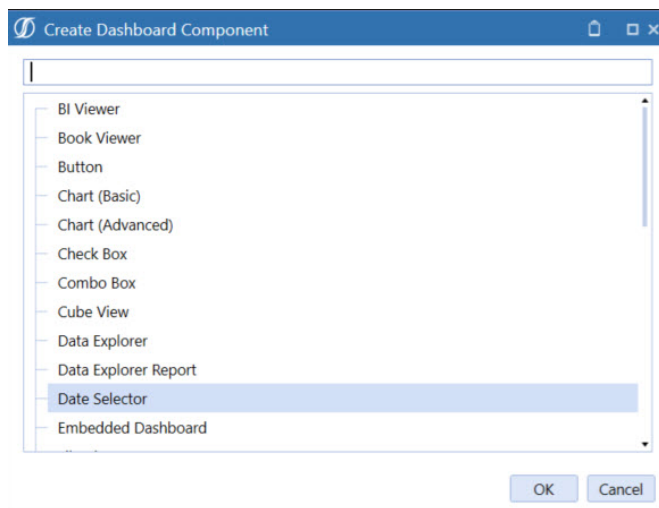 Create Dashboard Component
BI Viewer
Book Viewer
Button
Chart (Basic)
Chart (Advanced)
Check Box
Combo Box
Cube View
Data Explorer
Data Explorer Report
Date Selector
Embedded Dashboard
OK Cancel